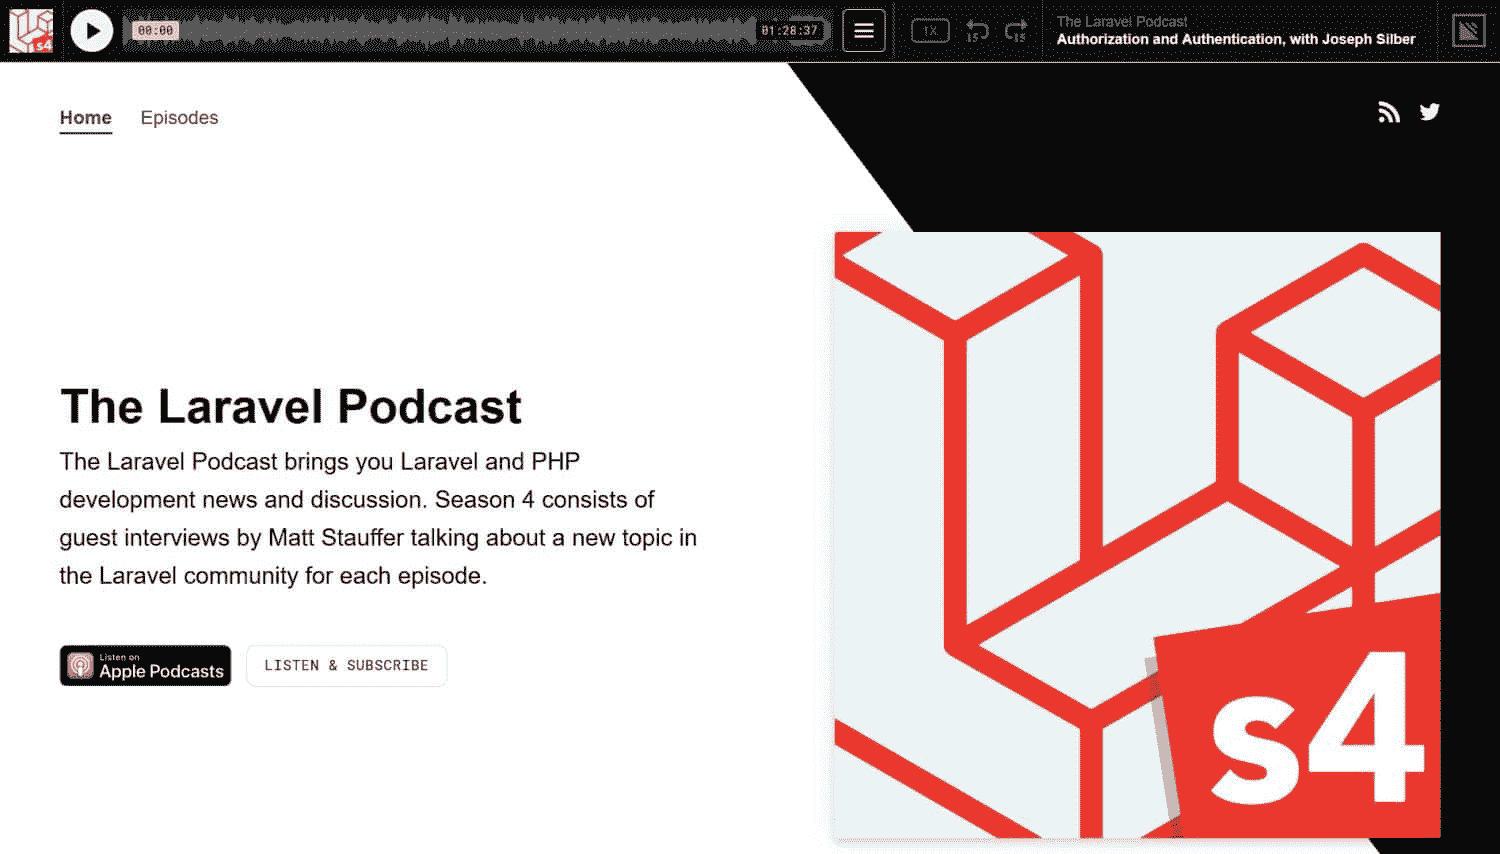 s4
00:00
01:28:37
1X
15
15
The Laravel Podcast
Authorization and Authentication, with Joseph Silber
Home
Episodes
The Laravel Podcast
The Laravel Podcast brings you Laravel and PHP
development news and discussion. Season 4 consists of
guest interviews by Matt Stauffer talking about a new topic in
the Laravel community for each episode.
Listen on
Apple Podcasts
LISTEN & SUBSCRIBE
s4